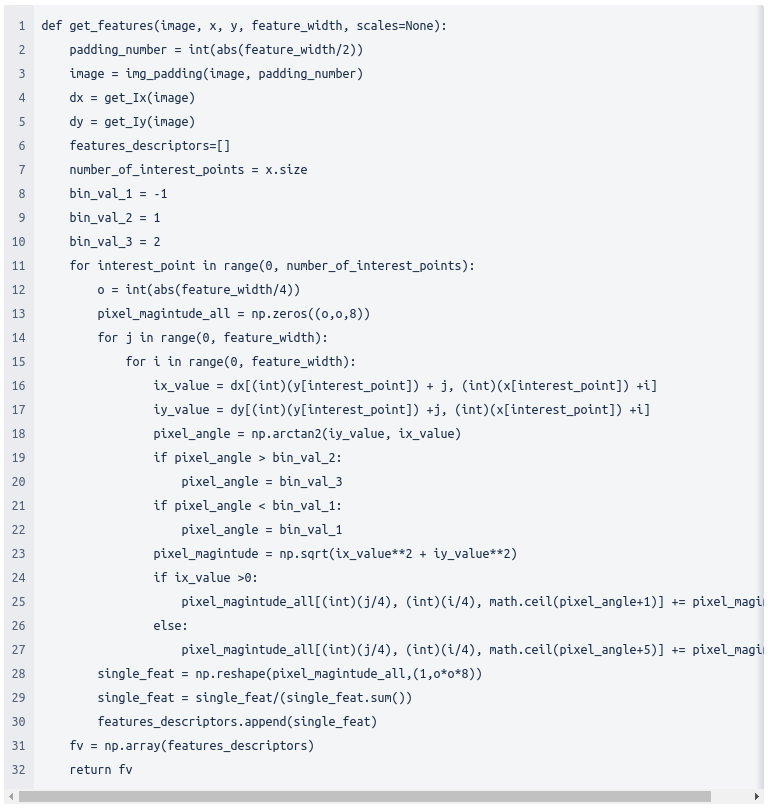 1 def get_features(image, x, y, feature_width, scales=None):
2     padding_number = int(abs(feature_width/2))
3     image = img_padding(image, padding_number)
4     dx = get_Ix(image)
5     dy = get_Iy(image)
6     features_descriptors=[]
7     number_of_interest_points = x.size
8     bin_val_1 = -1
9     bin_val_2 = 1
10     bin_val_3 = 2
11     for interest_point in range(0, number_of_interest_points):
12         o = int(abs(feature_width/4))
13         pixel_magintude_all = np.zeros((o,o,8))
14         for j in range(0, feature_width):
15             for i in range(0, feature_width):
16                 ix_value = dx[(int)(y[interest_point]) + j, (int)(x[interest_point]) +i]
17                 iy_value = dy[(int)(y[interest_point]) +j, (int)(x[interest_point]) +i]
18                 pixel_angle = np.arctan2(iy_value, ix_value)
19                 if pixel_angle > bin_val_2:
20                     pixel_angle = bin_val_3
21                 if pixel_angle < bin_val_1:
22                     pixel_angle = bin_val_1
23                 pixel_magintude = np.sqrt(ix_value**2 + iy_value**2)
24                 if ix_value >0:
25                     pixel_magintude_all[(int)(j/4), (int)(i/4), math.ceil(pixel_angle+1)] += pixel_magi
26                 else:
27                     pixel_magintude_all[(int)(j/4), (int)(i/4), math.ceil(pixel_angle+5)] += pixel_magi
28         single_feat = np.reshape(pixel_magintude_all,(1,o*o*8))
29         single_feat = single_feat/(single_feat.sum())
30         features_descriptors.append(single_feat)
31     fv = np.array(features_descriptors)
32     return fv